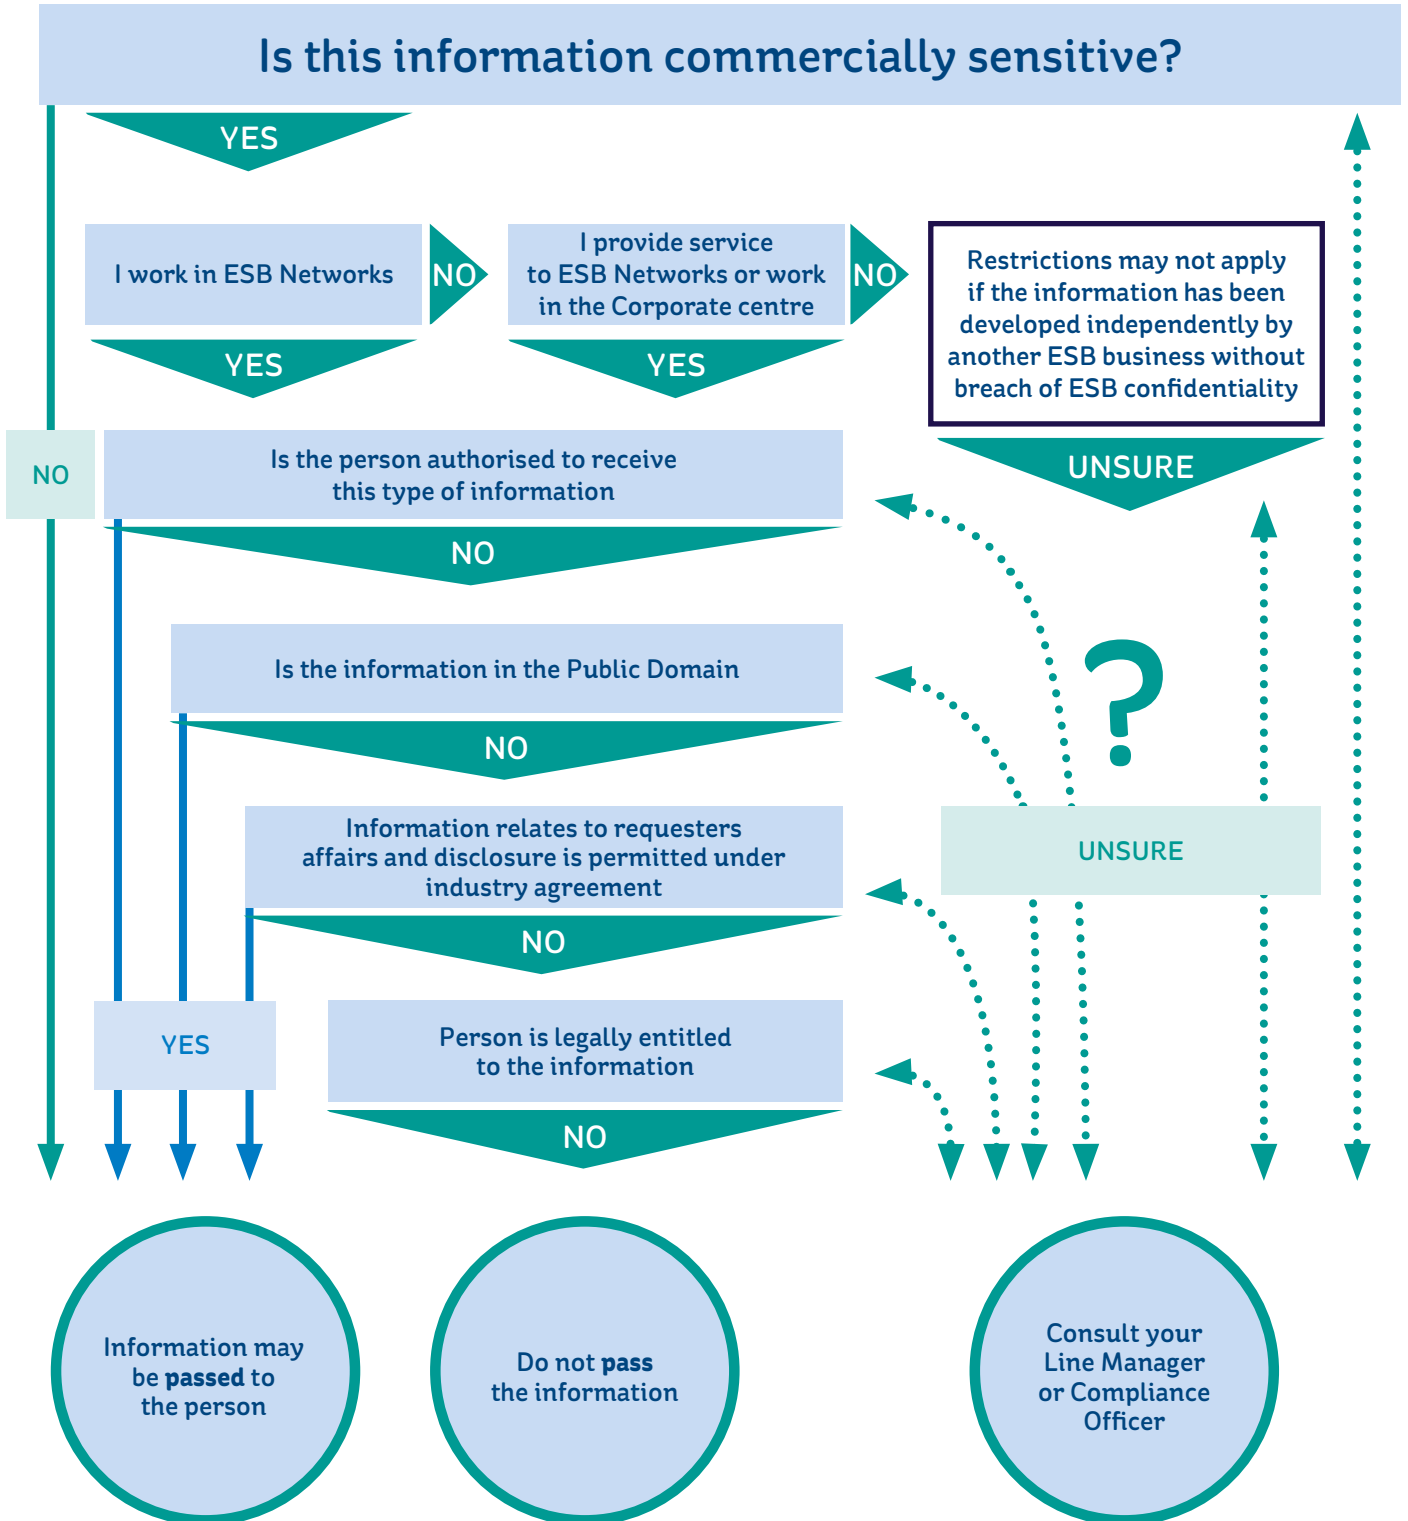 Is this information commercially sensitive?
YES
I work in ESB Networks
NO
I provide service
to ESB Networks or work
in the Corporate centre
NO
Restrictions may not apply
if the information has been
developed independently by
another ESB business without
breach of ESB confidentiality
YES
YES
UNSURE
NO
Is the person authorised to receive
this type of information
NO
Is the information in the Public Domain
NO
?
Information relates to requesters
affairs and disclosure is permitted under
industry agreement
UNSURE
NO
YES
Person is legally entitled
to the information
NO
Information may
be passed to
the person
Do not pass
the information
Consult your
Line Manager
or Compliance
Officer